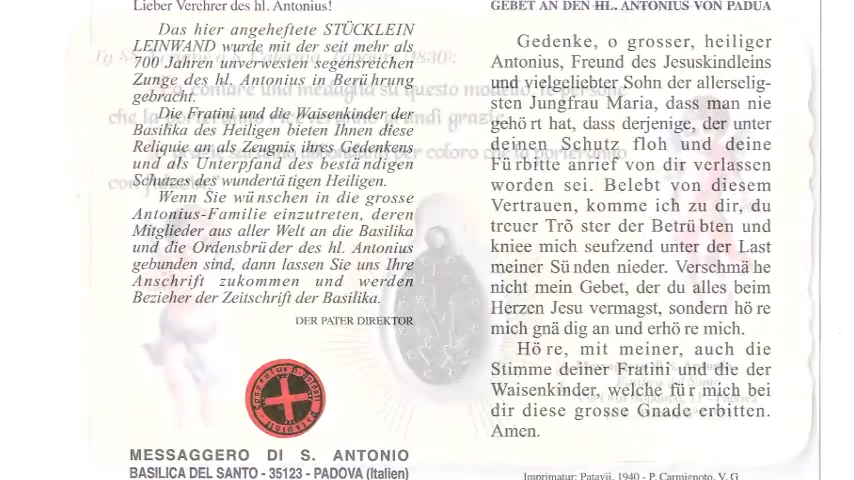 Lieber Verehrer des hl. Antonius!
Das hier angeheftete STÜCKLEIN
LEINWAND wurde mit der seit mehr als
700 Jahren unverwesten segensreichen
Zunge des hl. Antonius in Berührung
gebracht.
Die Fratini und die Waisenkinder der
Basilika des Heiligen bieten Ihnen diese
Reliquie an als Zeugnis ihres Gedenkens
und als Unterpfand des beständigen
Schutzes des wundertätigen Heiligen.
Wenn Sie wünschen in die grosse
Antonius-Familie einzutreten, deren
Mitglieder aus aller Welt an die Basilika
und die Ordensbrüder des hl. Antonius
gebunden sind, dann lassen Sie uns Ihre
Anschrift zukommen und werden
Bezieher der Zeitschrift der Basilika.
DER PATER DIREKTOR
MESSAGGERO DI S. ANTONIO
BASILICA DEL SANTO - 35123 - PADOVA (Italien)
GEBET AN DEN HL. ANTONIUS VON PADUA
Gedenke, o grosser, heiliger
Antonius, Freund des Jesuskindleins
und vielgeliebter Sohn der allerselig-
sten Jungfrau Maria, dass man nie
gehört hat, dass derjenige, der unter
deinen Schutz floh und deine
Fürbitte anrief von dir verlassen
worden sei. Belebt von diesem
Vertrauen, komme ich zu dir, du
treuer Trõster der Betrübten und
kniee mich seufzend unter der Last
meiner Sünden nieder. Verschmähe
nicht mein Gebet, der du alles beim
Herzen Jesu vermagst, sondern höre
mich gnädig an und erhöre mich.
Höre, mit meiner, auch die
Stimme deiner Fratini und die der
Waisenkinder, welche für mich bei
dir diese grosse Gnade erbitten.
Amen.
Imprimatur: Patavii, 1940 - P. Carmignoto, V. G